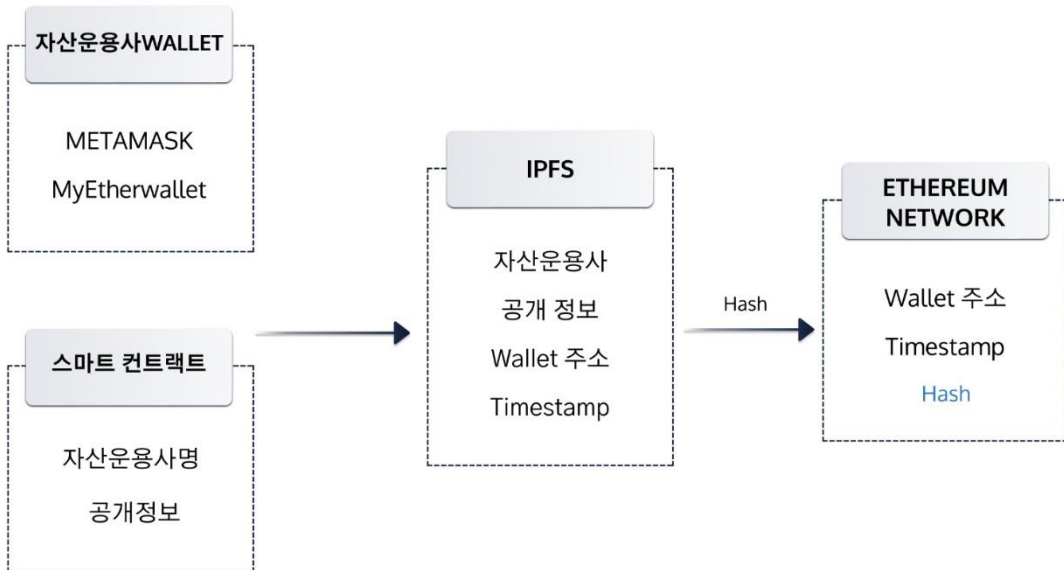 자산운용사WALLET
METAMASK
MyEtherwallet
스마트 컨트랙트
자산운용사명
공개정보
IPFS
자산운용사
공개 정보
Wallet 주소
Timestamp
Hash
ETHEREUM
NETWORK
Wallet 주소
Timestamp
Hash